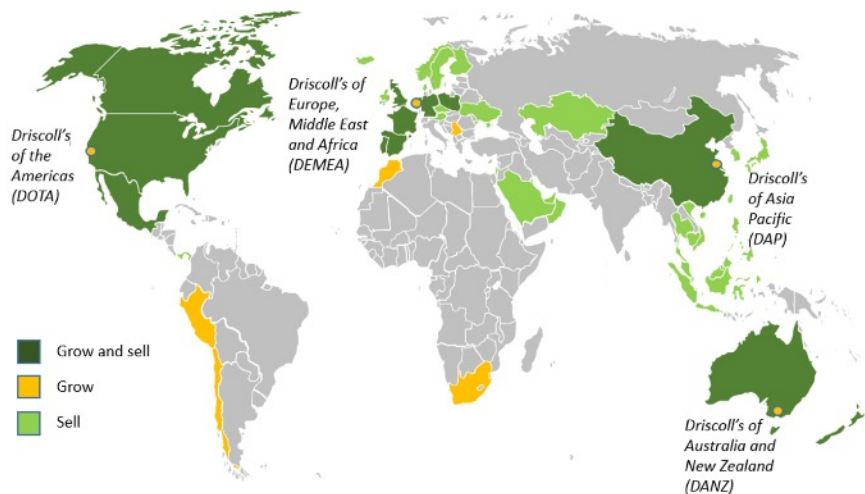 Driscoll's
of the
Americas
(DOTA)
Driscoll's of
Europe,
Middle East
and Africa
(DEMEA)
Driscoll's
of Asia
Pacific
(DAP)
Driscoll's of
Australia and
New Zealand
(DANZ)
Grow and sell
Grow
Sell